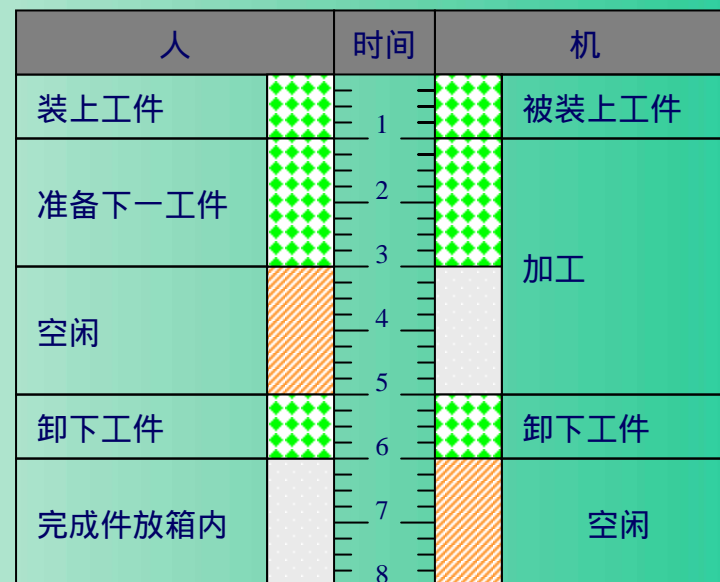 人 时间 机
装上工件 1 被装上工件
准备下一工件 2
3 加工
空闲 4
5
卸下工件 6 卸下工件
完成件放箱内 7 空闲
8